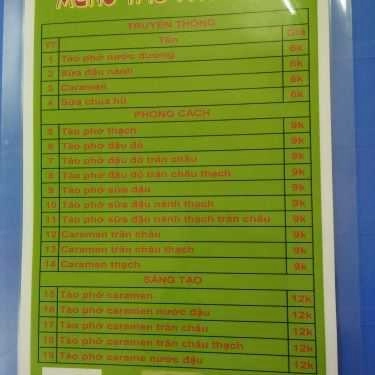 TRUYỀN THỐNG
TT Tên Giá
1 Tào phớ nước đường 6k
2 Sữa đậu nành 6k
3 Caramen 6k
4 Sữa chua hũ 6k
PHONG CÁCH
5 Tào phớ thạch 9k
6 Tào phớ đậu đỏ 9k
7 Tào phớ đậu đỏ trân châu 9k
8 Tào phớ đậu đỏ trân châu thạch 9k
9 Tào phớ sữa đậu 9k
10 Tào phớ sữa đậu nành thạch 9k
11 Tào phớ sữa đậu nành thạch trân châu 9k
12 Caramen trân châu 9k
13 Caramen trân châu thạch 9k
14 Caramen thạch 9k
SÁNG TẠO
15 Tào phớ caramen 12k
16 Tào phớ caramen nước đậu 12k
17 Tào phớ caramen trân châu 12k
18 Tào phớ caramen trân châu thạch 12k
19 Tào phớ carame nước đậu 12k